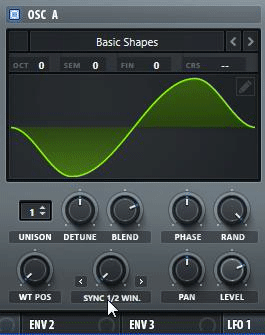 OSC A
Basic Shapes
OCT 0 SEM 0 FIN 0 CRS --
1
UNISON DETUNE BLEND PHASE RAND
WT POS SYNC 1/2 WIN. PAN LEVEL
ENV 2 ENV 3 LFO 1